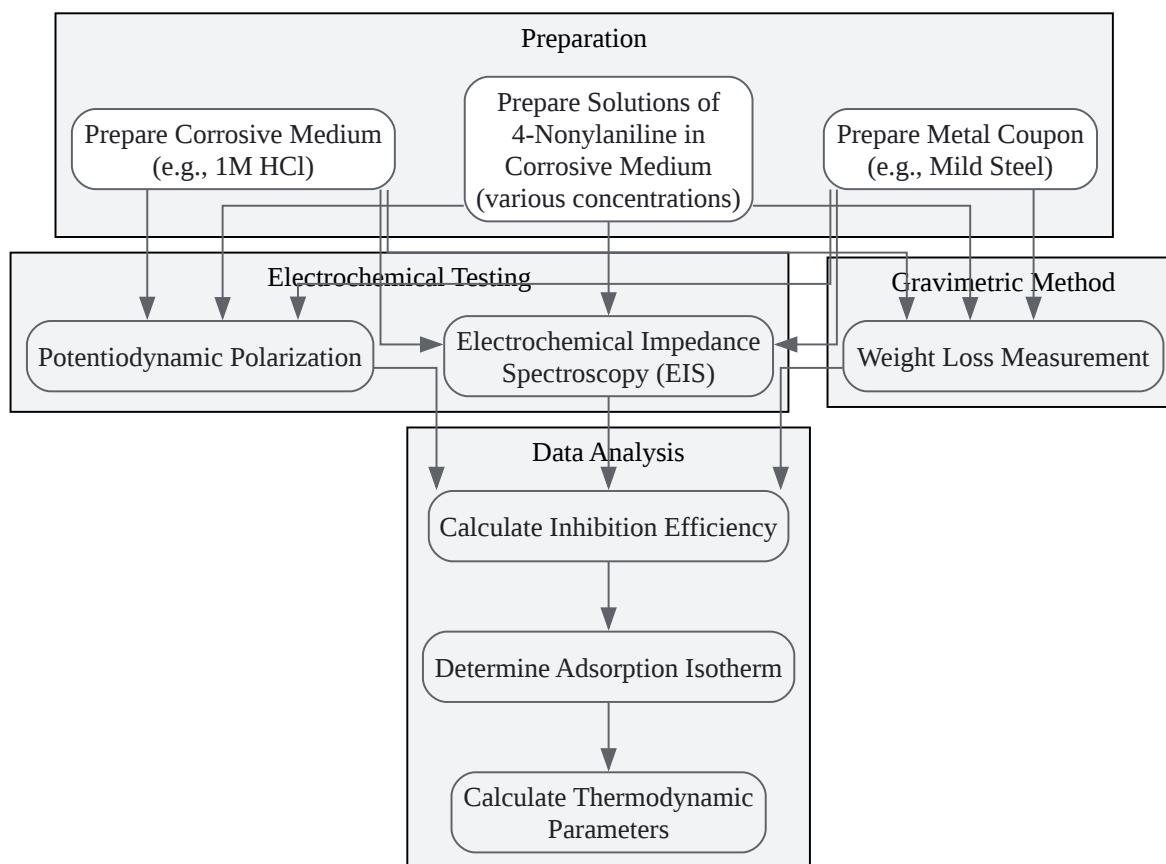 Preparation
Prepare Corrosive Medium
(e.g., 1M HCl)
Prepare Solutions of
4-Nonylaniline in
Corrosive Medium
(various concentrations)
Prepare Metal Coupon
(e.g., Mild Steel)
Electrochemical Testing
Potentiodynamic Polarization
Electrochemical Impedance
Spectroscopy (EIS)
Gravimetric Method
Weight Loss Measurement
Data Analysis
Calculate Inhibition Efficiency
Determine Adsorption Isotherm
Calculate Thermodynamic
Parameters